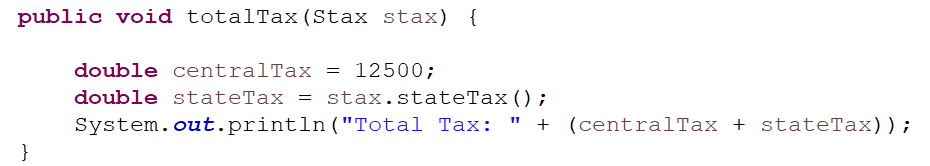 public void totalTax(Stax stax) {
double centralTax = 12500;
double stateTax = stax.stateTax();
System.out.println("Total Tax: " + (centralTax + stateTax));
}